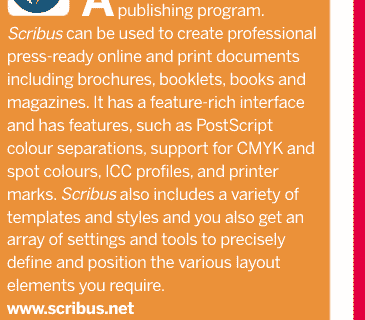 A publishing program.
Scribus can be used to create professional
press-ready online and print documents
including brochures, booklets, books and
magazines. It has a feature-rich interface
and has features, such as PostScript
colour separations, support for CMYK and
spot colours, ICC profiles, and printer
marks. Scribus also includes a variety of
templates and styles and you also get an
array of settings and tools to precisely
define and position the various layout
elements you require.
www.scribus.net